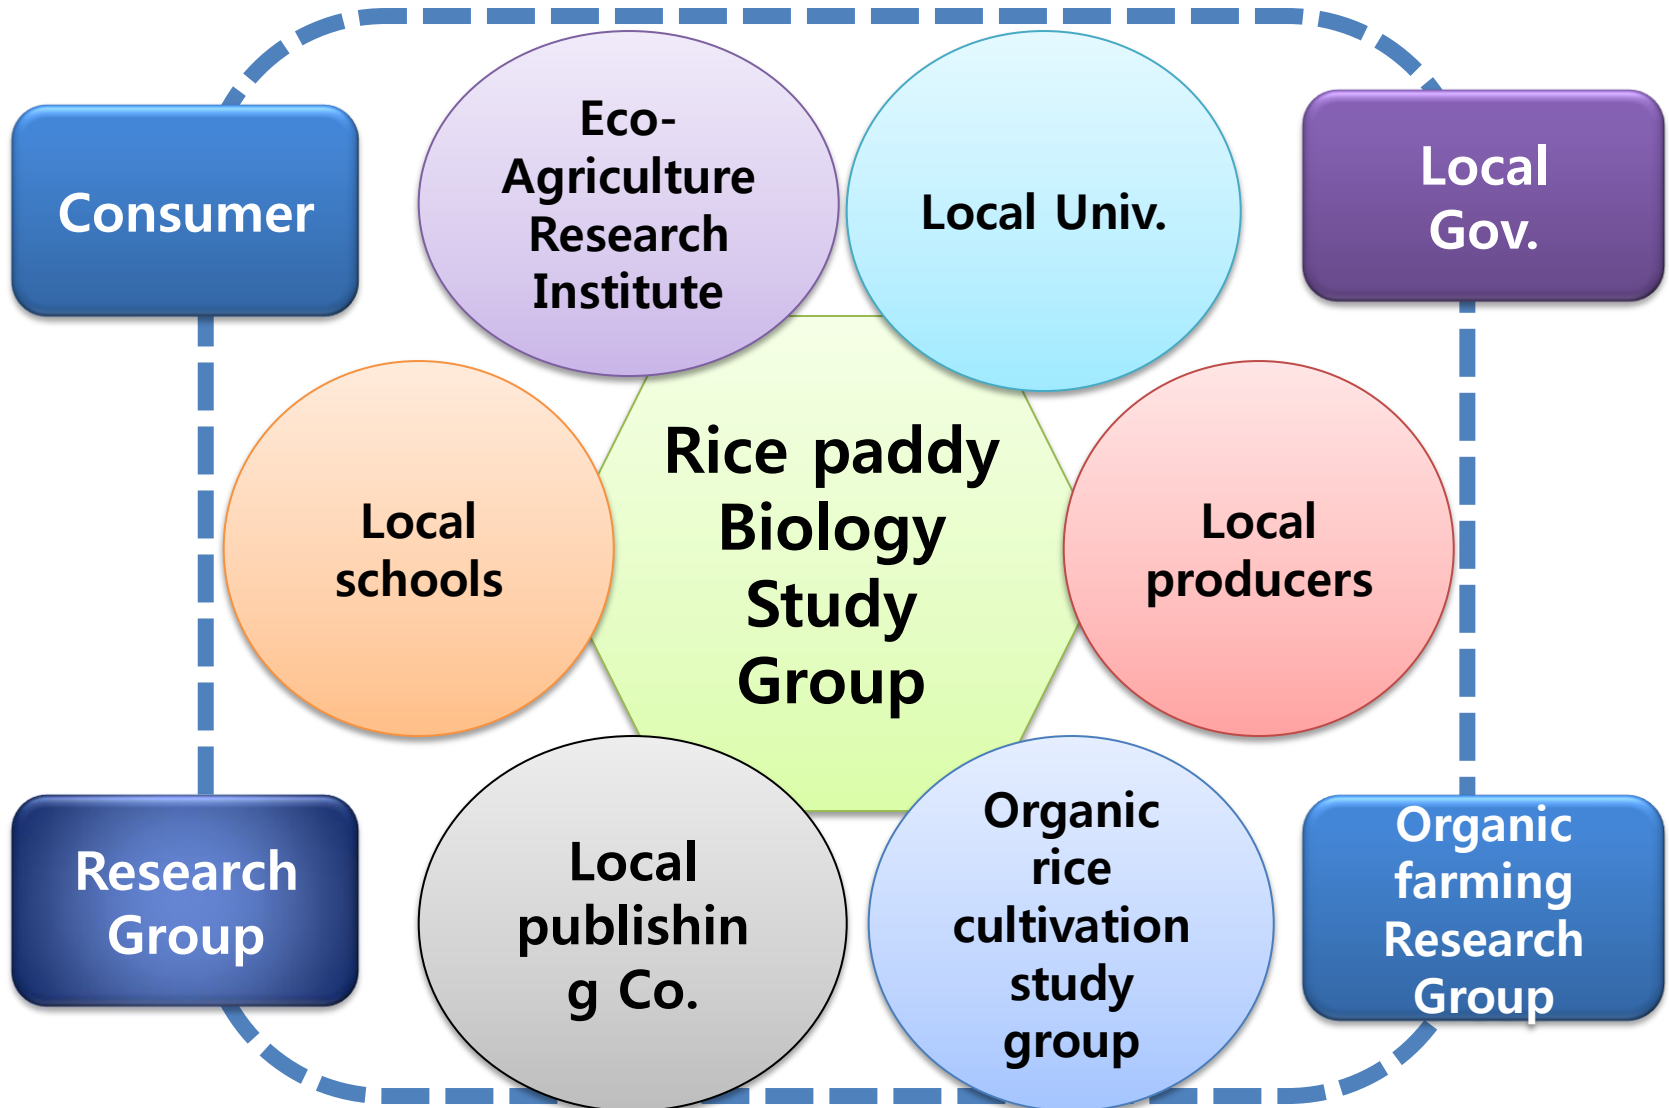 Eco-
Agriculture
Research
Institute
Local Univ.
Consumer
Local
Gov.
Rice paddy
Biology
Study
Group
Local
schools
Local
producers
Research
Group
Local
publishin
g Co.
Organic
rice
cultivation
study
group
Organic
farming
Research
Group